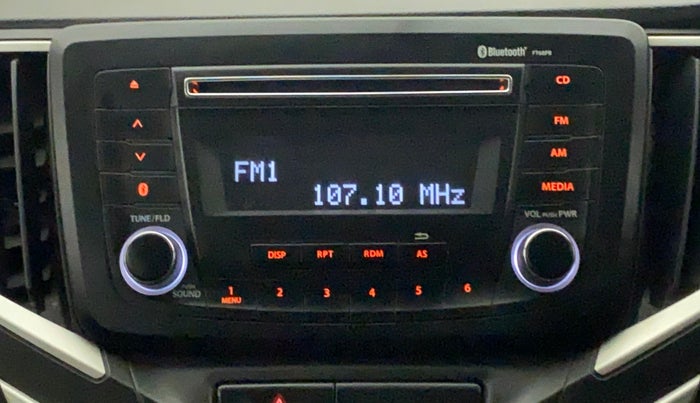 Bluetooth
CD
FM
AM
MEDIA
FM1
107.10 MHz
TUNE/FLD
VOL PUSH PWR
DISP RPT RDM AS
PUSH
SOUND
1 2 3 4 5 6
MENU